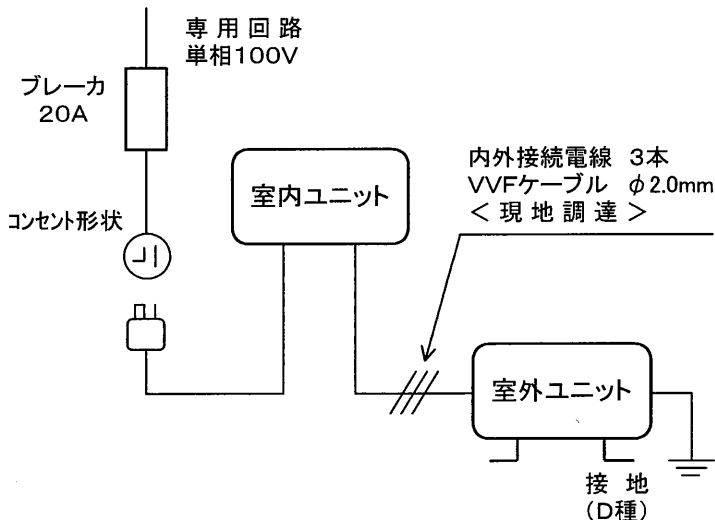 専用回路
単相100V
ブレーカ
20A
コンセント形状
室内ユニット
内外接続電線 3本
VVFケーブル φ2.0mm
<現地調達>
室外ユニット
接地
(D種)